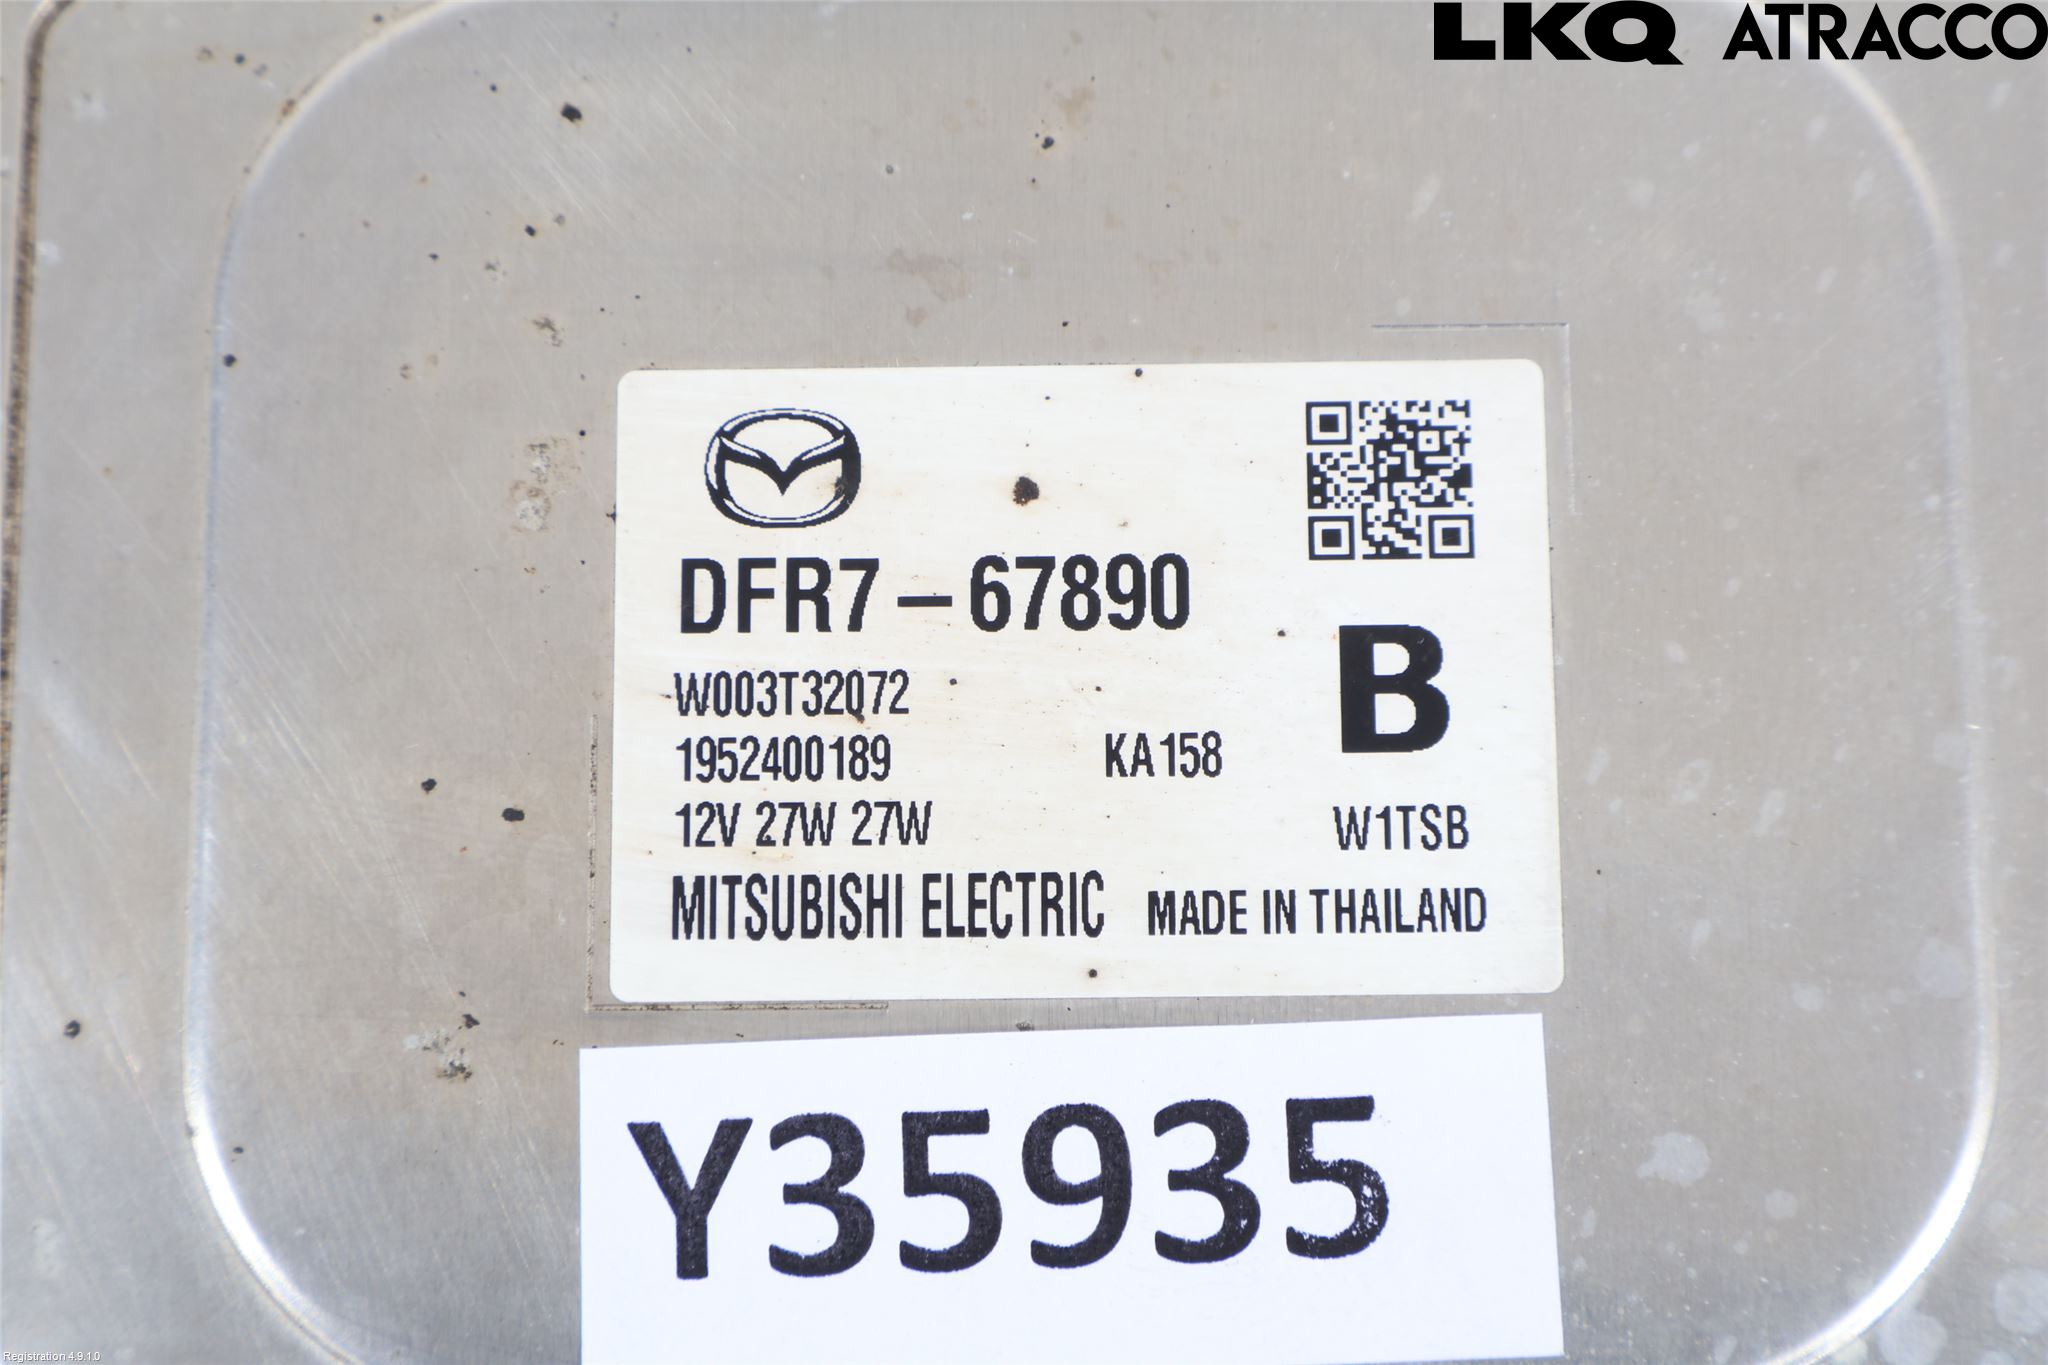 LKQ ATRACCO
DFR7-67890
B
W003T32072
1952400189 KA158
12V 27W 27W W1TSB
MITSUBISHI ELECTRIC MADE IN THAILAND
Y35935
Registration 4.9.1.0